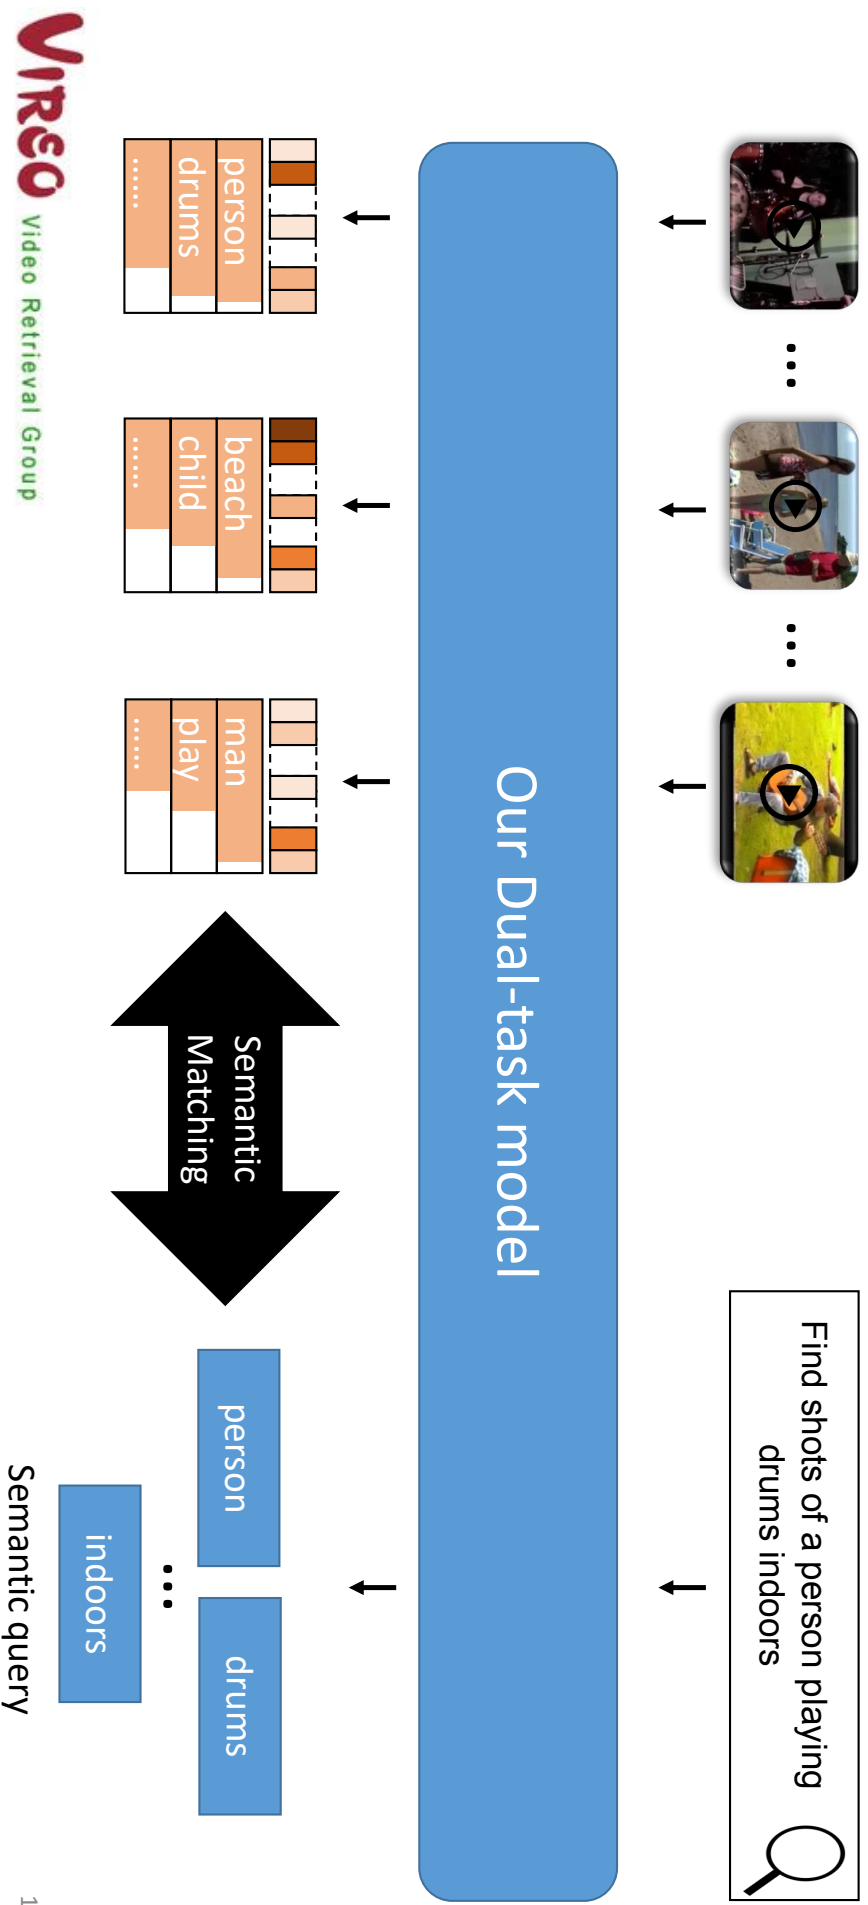 Find shots of a person playing
drums indoors
Our Dual-task model
person
drums
......
beach
child
......
man
play
......
Semantic
Matching
person
drums
indoors
Semantic query
VIREO Video Retrieval Group
1